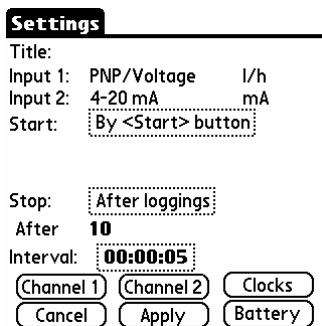 Settings
Title:
Input 1: PNP/Voltage l/h
Input 2: 4-20 mA mA
Start: By <Start> button
Stop: After loggings
After 10
Interval: 00:00:05
Channel 1 Channel 2 Clocks
Cancel Apply Battery